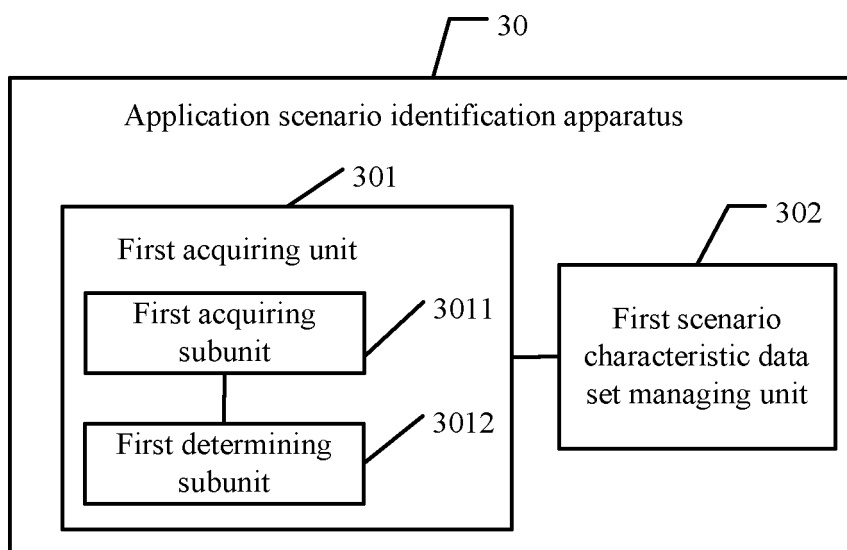 30
Application scenario identification apparatus
301
302
First acquiring unit
First acquiring
subunit
3011
First determining
subunit
3012
First scenario
characteristic data
set managing unit